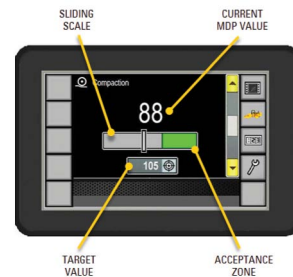 SLIDING
SCALE
CURRENT
MDP VALUE
Compaction
88
105
TARGET
VALUE
ACCEPTANCE
ZONE